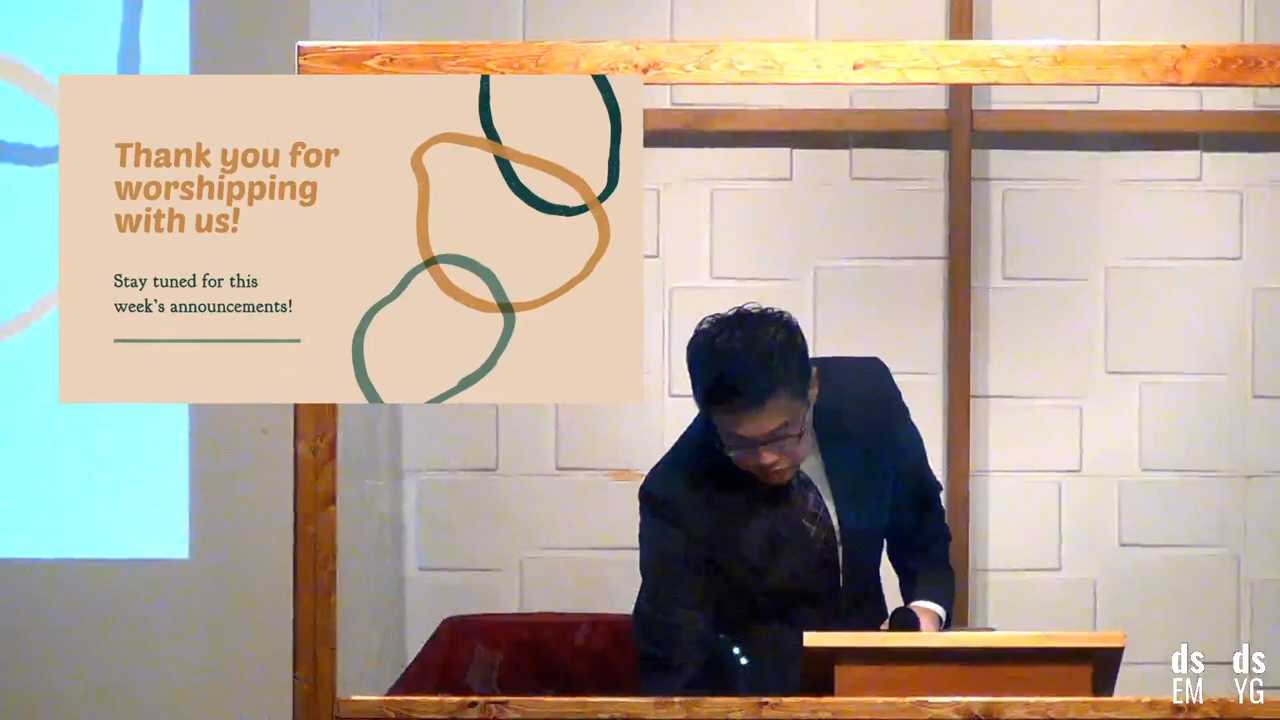 Thank you for
worshipping
with us!
Stay tuned for this
week's announcements!
ds ds
EM YG